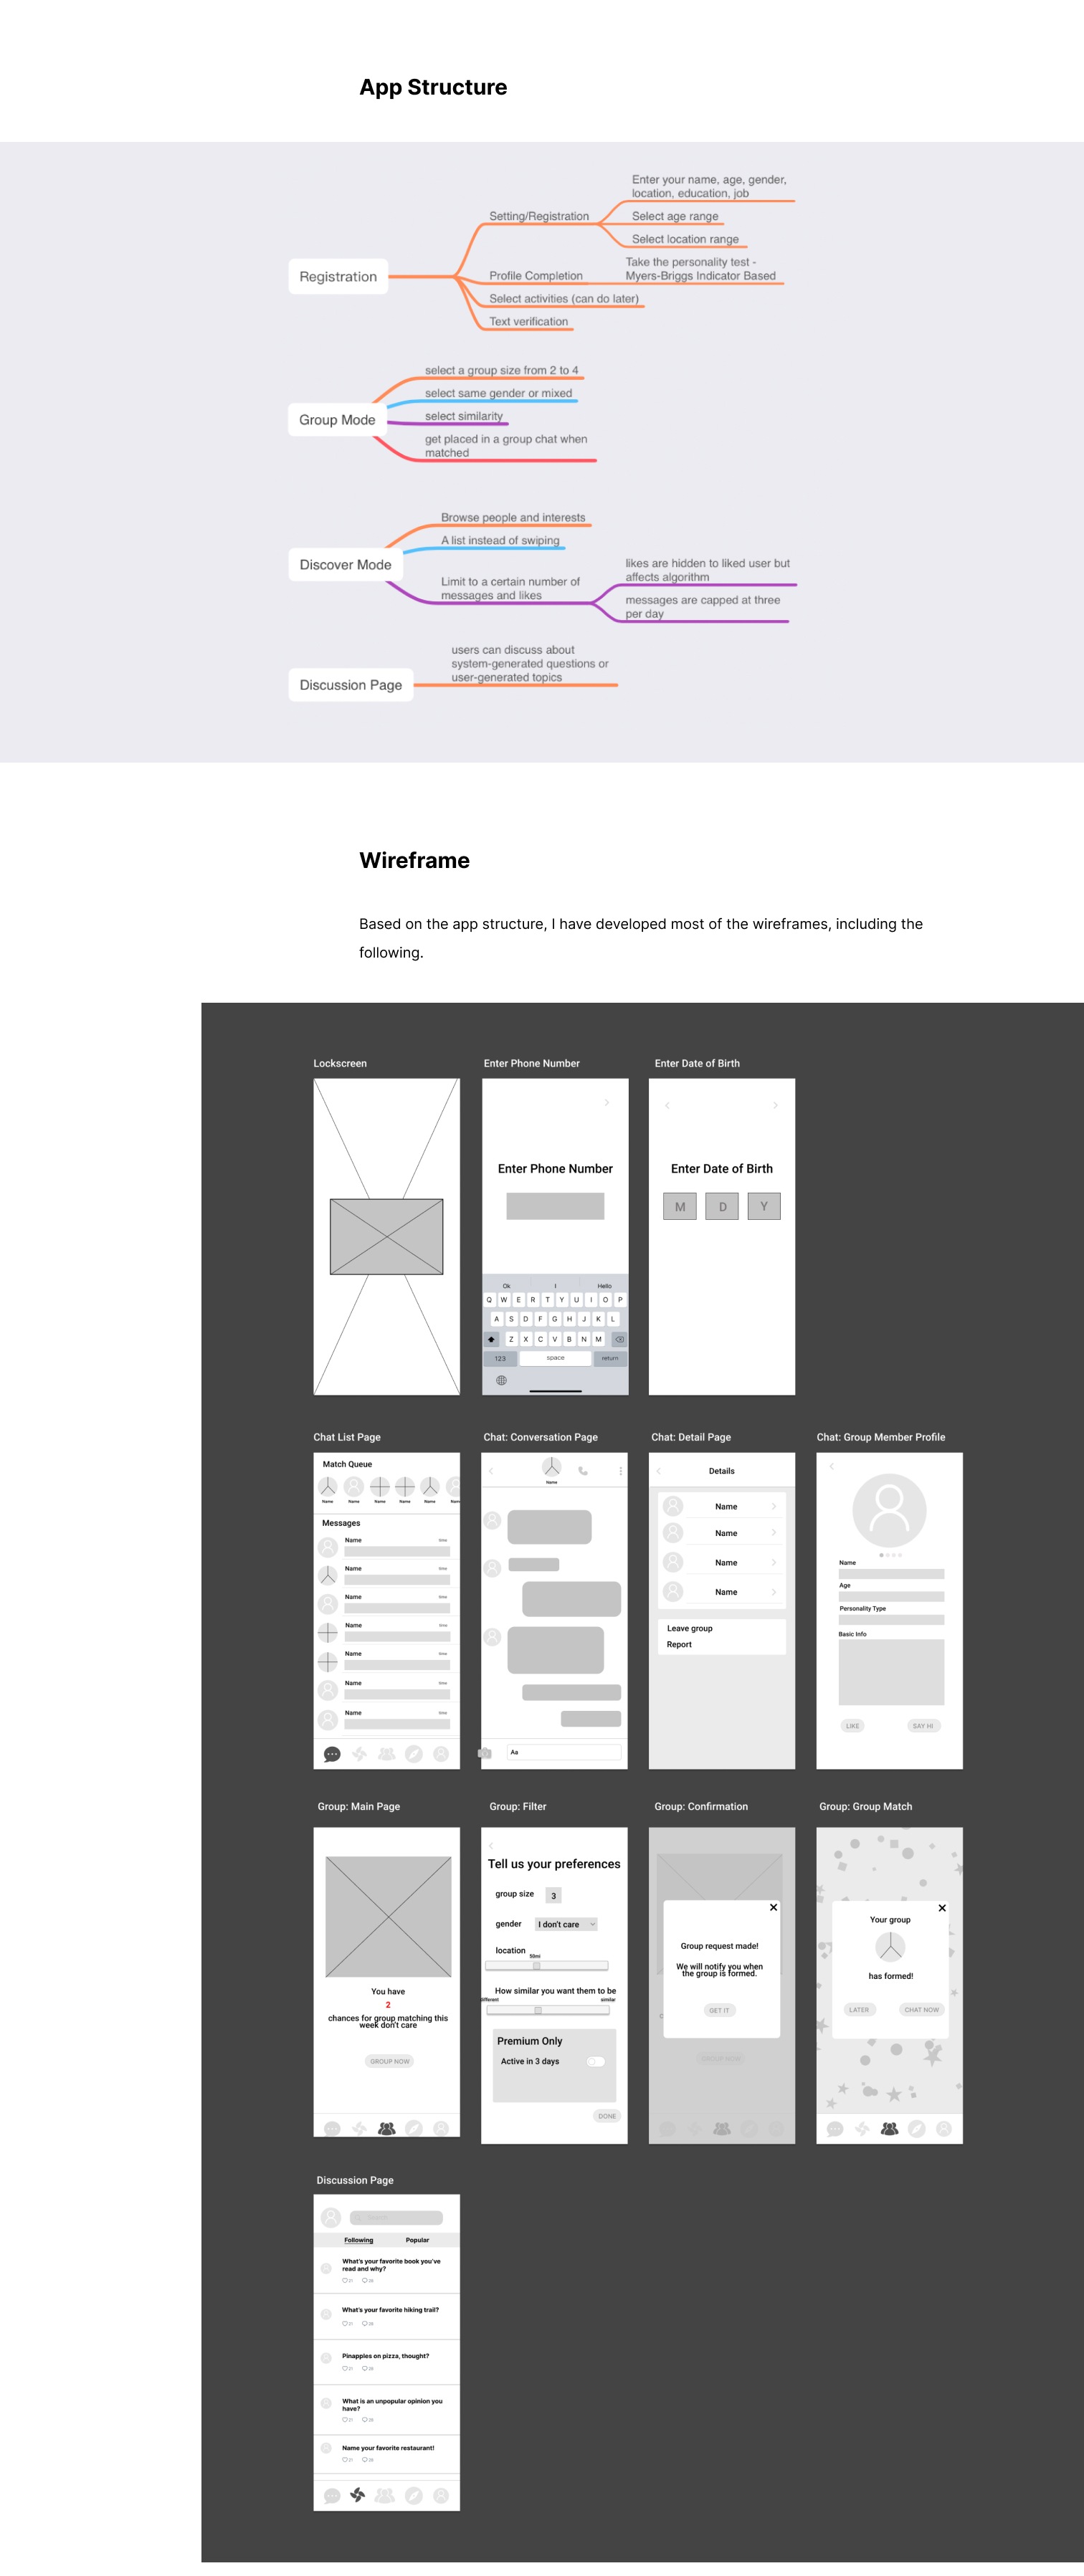 App Structure
Enter your name, age, gender,
location, education, job
Setting/Registration
Select age range
Select location range
Registration
Profile Completion
Take the personality test -
Myers-Briggs Indicator Based
Select activities (can do later)
Text verification
Group Mode
select a group size from 2 to 4
select same gender or mixed
select similarity
get placed in a group chat when
matched
Discover Mode
Browse people and interests
A list instead of swiping
Limit to a certain number of
messages and likes
likes are hidden to liked user but
affects algorithm
messages are capped at three
per day
Discussion Page
users can discuss about
system-generated questions or
user-generated topics
Wireframe
Based on the app structure, I have developed most of the wireframes, including the
following.
Lockscreen
Enter Phone Number
Enter Date of Birth
Enter Phone Number
Ok I Hello
Q W E R T Y U I O P
A S D F G H J K L
Z X C V B N M
123 space return
Enter Date of Birth
M D Y
Chat List Page
Chat: Conversation Page
Chat: Detail Page
Chat: Group Member Profile
Match Queue
Name Name Name Name Name Nam
Messages
Name time
Name time
Name time
Name time
Name time
Name time
Name time
Name
Aa
Details
Name
Name
Name
Name
Leave group
Report
Name
Age
Personality Type
Basic Info
LIKE SAY HI
Group: Main Page
Group: Filter
Group: Confirmation
Group: Group Match
You have
2
chances for group matching this
week don't care
GROUP NOW
Tell us your preferences
group size 3
gender I don't care
location
50mi
How similar you want them to be
different similar
Premium Only
Active in 3 days
DONE
Group request made!
We will notify you when
the group is formed.
GET IT
GROUP NOW
Your group
has formed!
LATER CHAT NOW
Discussion Page
Search
Following Popular
What's your favorite book you've
read and why?
What's your favorite hiking trail?
Pinapples on pizza, thought?
What is an unpopular opinion you
have?
Name your favorite restaurant!